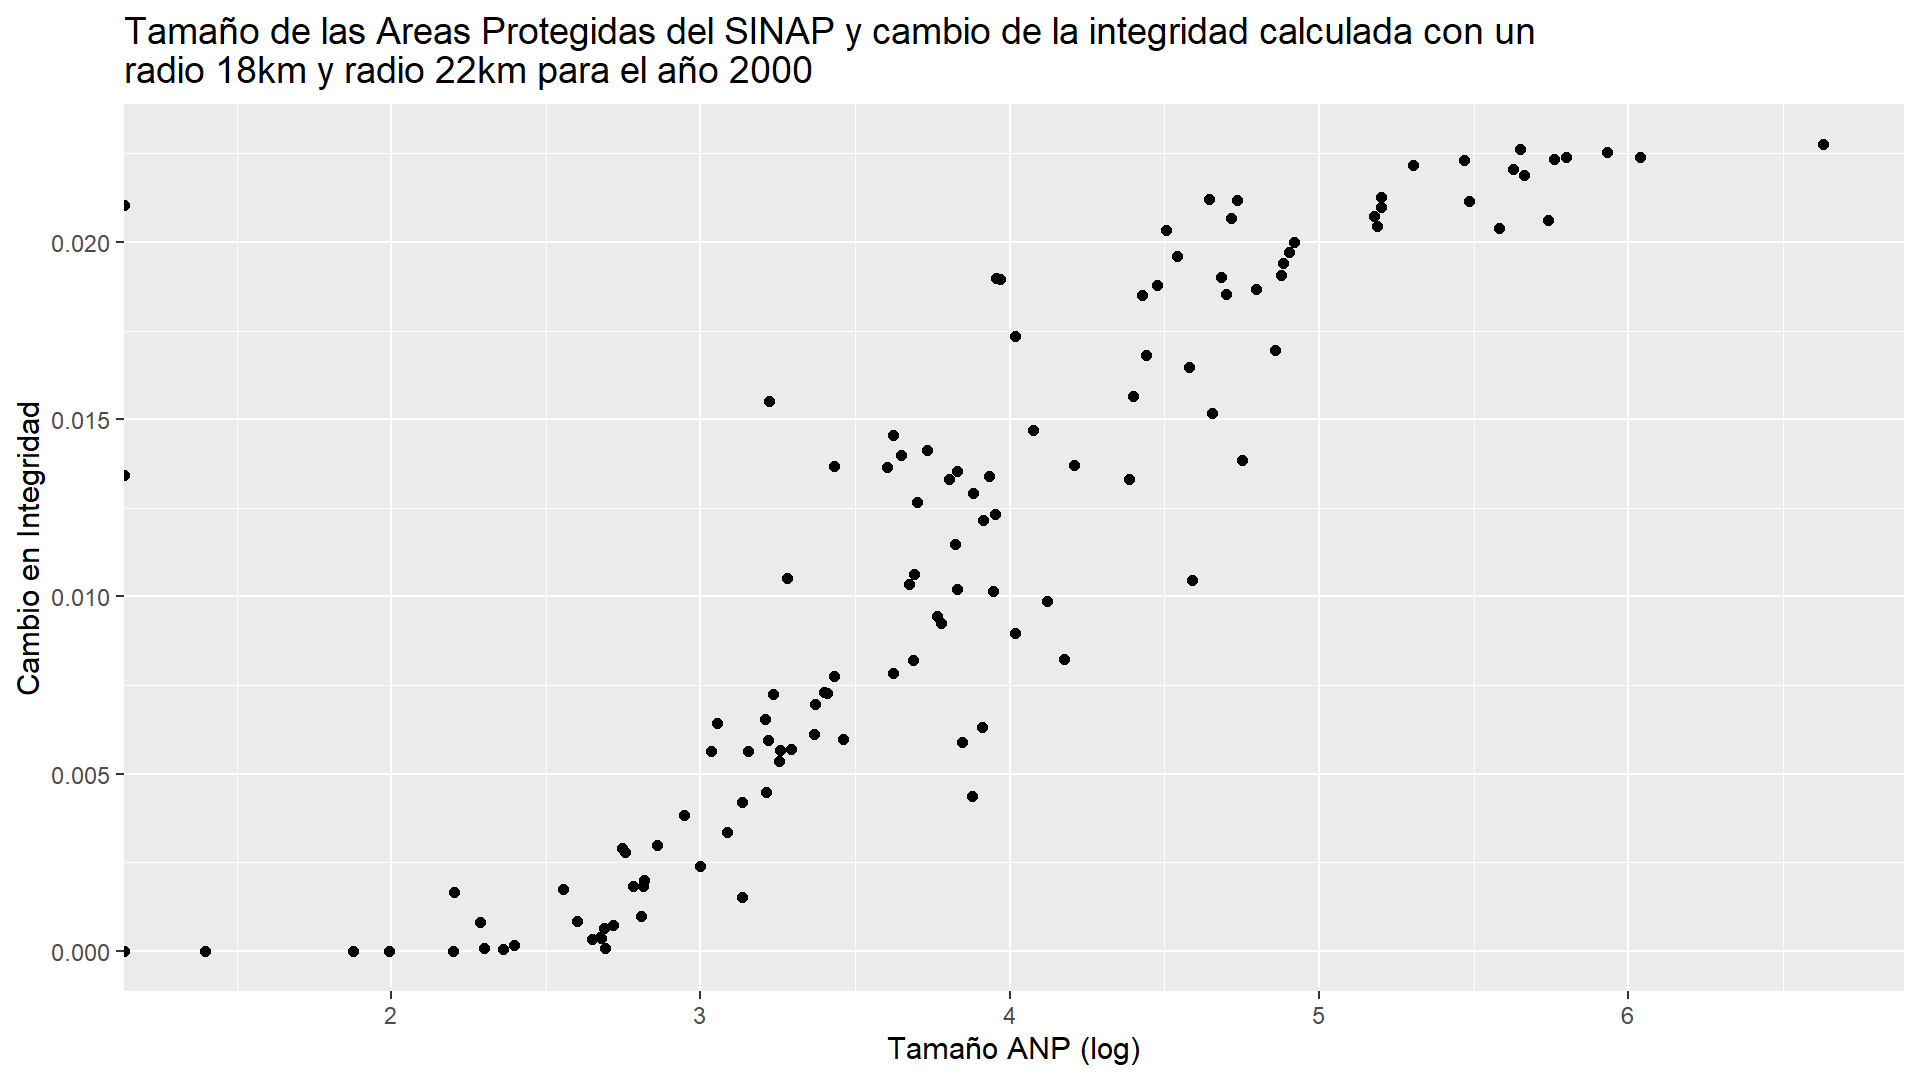 Tamaño de las Areas Protegidas del SINAP y cambio de la integridad calculada con un
radio 18km y radio 22km para el año 2000
Cambio en Integridad
0.020
0.015
0.010
0.005
0.000
2
3
4
5
6
Tamaño ANP (log)